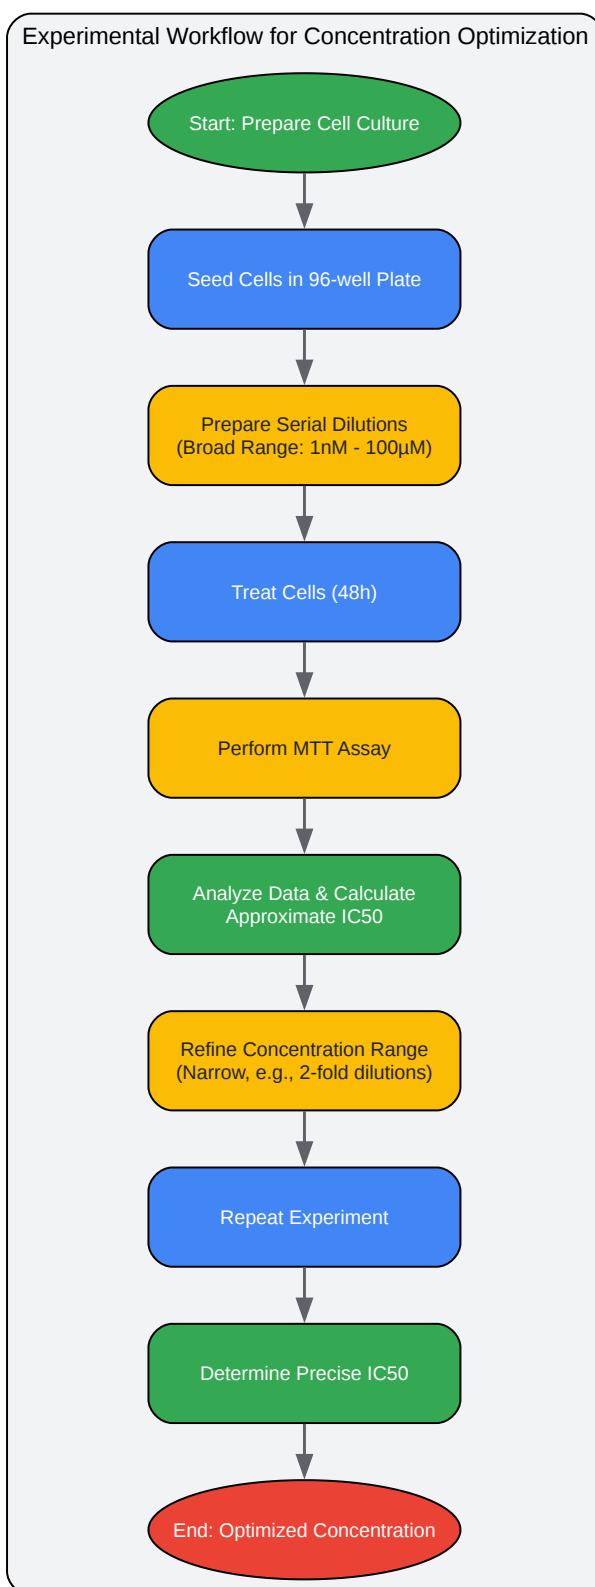 Experimental Workflow for Concentration Optimization
Start: Prepare Cell Culture
Seed Cells in 96-well Plate
Prepare Serial Dilutions
(Broad Range: 1nM - 100µM)
Treat Cells (48h)
Perform MTT Assay
Analyze Data & Calculate
Approximate IC50
Refine Concentration Range
(Narrow, e.g., 2-fold dilutions)
Repeat Experiment
Determine Precise IC50
End: Optimized Concentration